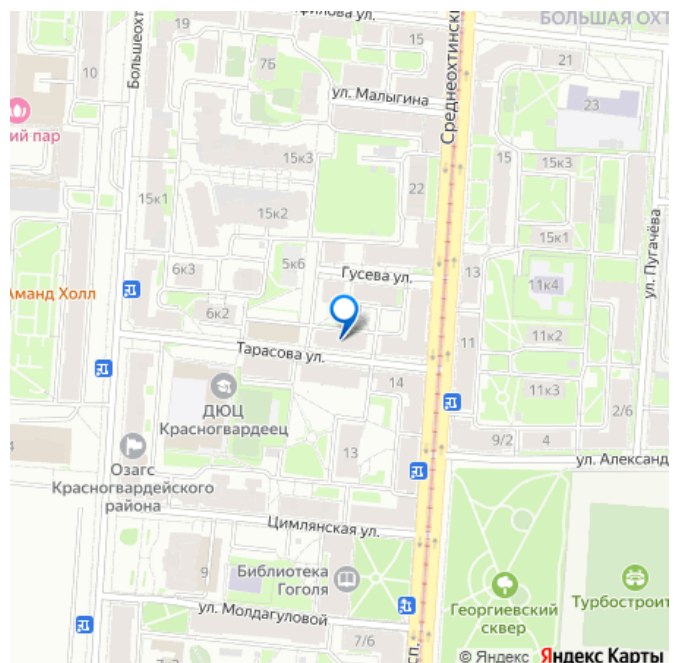 19
15
БОЛЬШАЯ ОХТ
Большеохт
Среднеохтински
10
7Б
21
ул. Малыгина
23
ий пар
15к3
15
15к3
15к1
15к2
22
15к1
ул. Пугачёва
6к3
5к6
Гусева ул.
13
11к4
Аманд Холл
6к2
11
11к2
Тарасова ул.
14
11к3
2/6
ДЮЦ
Красногвардеец
9/2
4
Озагс
Красногвардейского
района
13
ул. Александ
Цимлянская ул.
9
Библиотека
Гоголя
Георгиевский
сквер
Турбостроит
ул. Молдагуловой
7/6
сп.
© Яндекс
Яндекс Карты